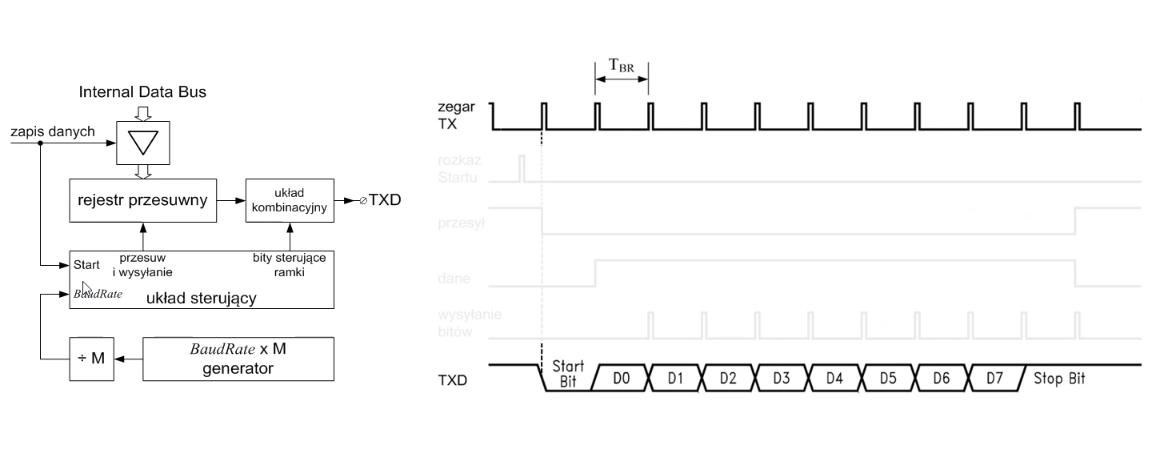 Internal Data Bus
zapis danych
rejestr przesuwny
układ
kombinacyjny
TXD
Start
przesuw
i wysyłanie
bity sterujące
ramki
BaudRate
układ sterujący
÷ M
BaudRate x M
generator
TBR
zegar
TX
rozkaz
Startu
przesył
dane
wysyłanie
bitów
TXD
Start
Bit
D0 D1 D2 D3 D4 D5 D6 D7 Stop Bit